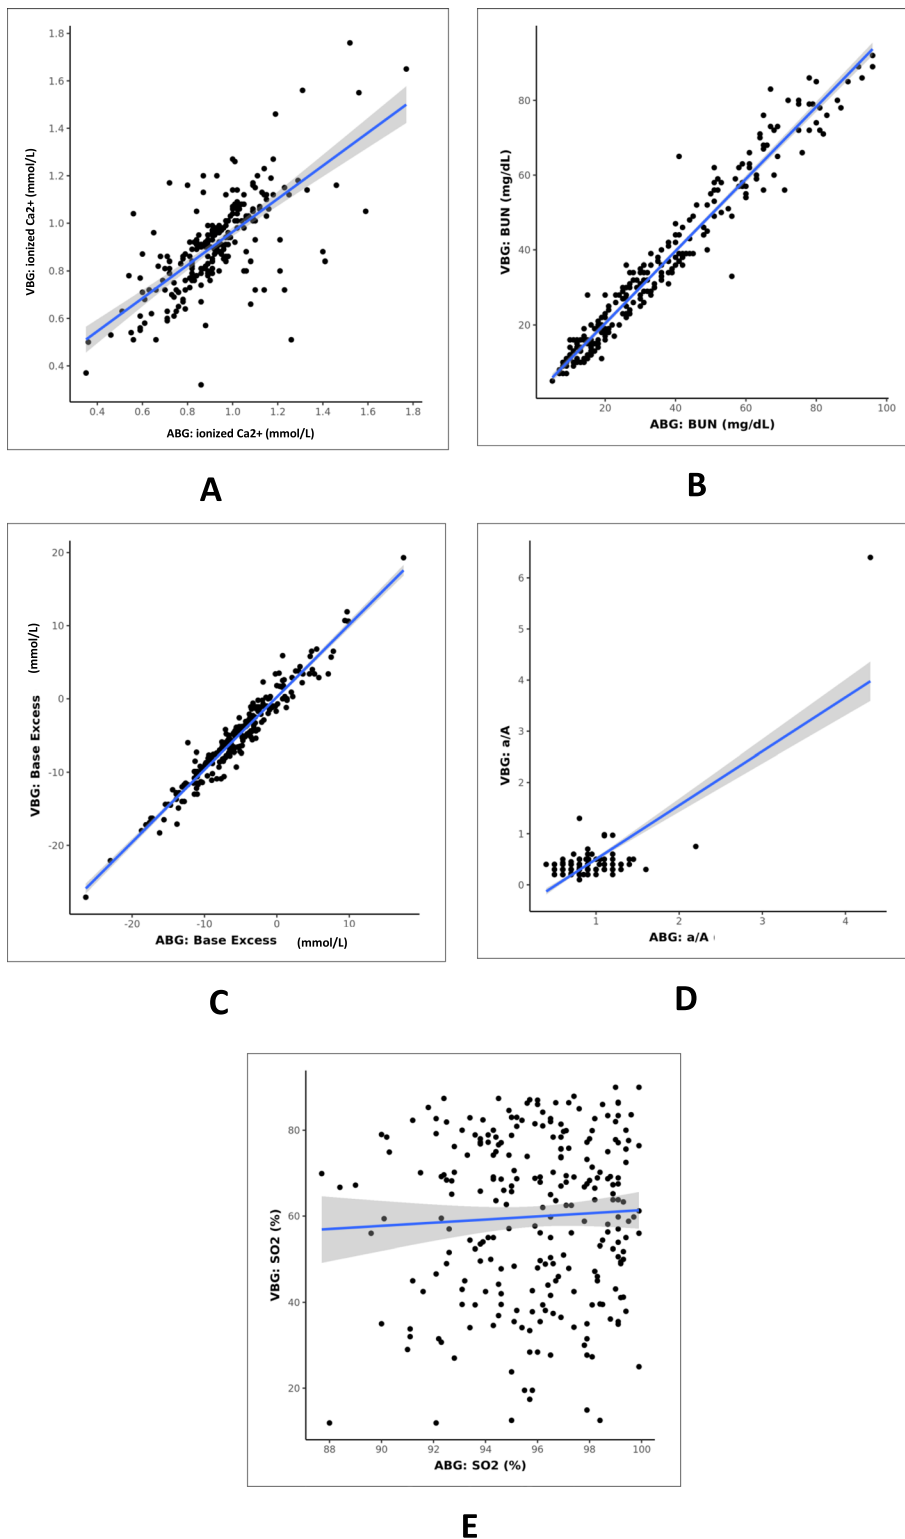 1.8
1.6
1.4
1.2
1.0
0.8
0.6
0.4
VBG: ionized Ca2+ (mmol/L)
0.4 0.6 0.8 1.0 1.2 1.4 1.6 1.8
ABG: ionized Ca2+ (mmol/L)
A
80
60
40
20
VBG: BUN (mg/dL)
20 40 60 80 100
ABG: BUN (mg/dL)
B
20
10
0
-10
-20
VBG: Base Excess (mmol/L)
-20 -10 0 10
ABG: Base Excess (mmol/L)
C
6
5
4
3
2
1
0
VBG: a/A
1 2 3 4
ABG: a/A
D
80
60
40
20
VBG: SO2 (%)
88 90 92 94 96 98 100
ABG: SO2 (%)
E